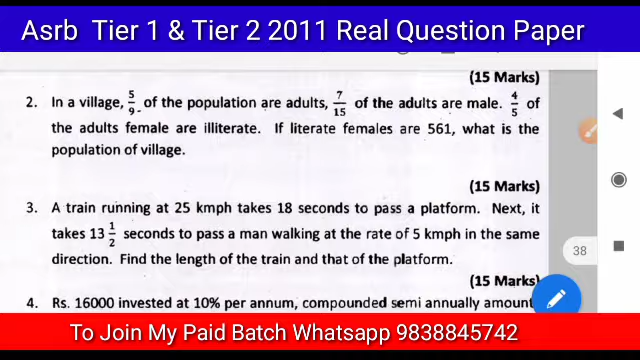 Asrb Tier 1 & Tier 2 2011 Real Question Paper
(15 Marks)
2. In a village, 5/9 of the population are adults, 7/15 of the adults are male. 4/5 of
the adults female are illiterate. If literate females are 561, what is the
population of village.
(15 Marks)
3. A train running at 25 kmph takes 18 seconds to pass a platform. Next, it
takes 13 1/2 seconds to pass a man walking at the rate of 5 kmph in the same
direction. Find the length of the train and that of the platform.
(15 Marks)
38
4. Rs. 16000 invested at 10% per annum, compounded semi annually amount
To Join My Paid Batch Whatsapp 9838845742